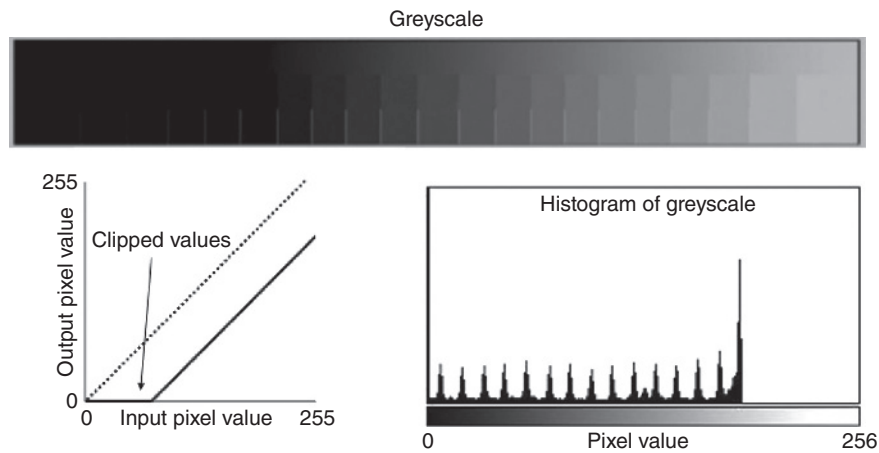 Greyscale
255
Output pixel value
Clipped values
0
0
Input pixel value
255
Histogram of greyscale
0
Pixel value
256